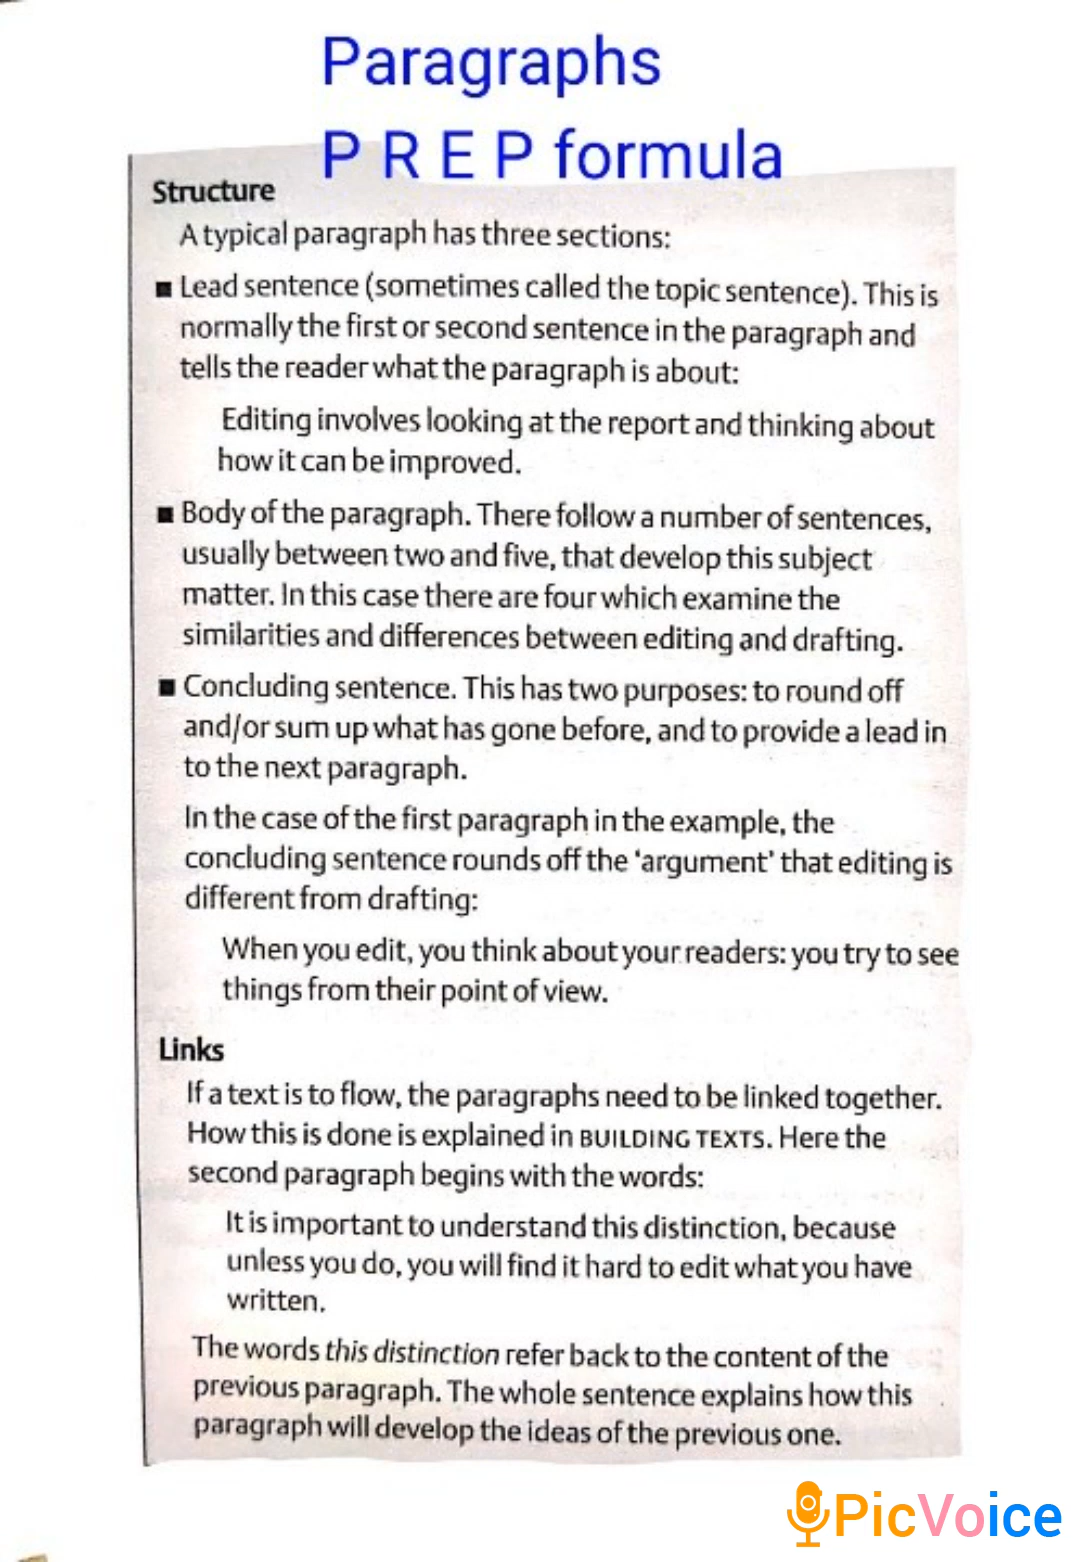 Paragraphs
P R E P formula
Structure
A typical paragraph has three sections:
■ Lead sentence (sometimes called the topic sentence). This is
normally the first or second sentence in the paragraph and
tells the reader what the paragraph is about:
Editing involves looking at the report and thinking about
how it can be improved.
■ Body of the paragraph. There follow a number of sentences,
usually between two and five, that develop this subject
matter. In this case there are four which examine the
similarities and differences between editing and drafting.
■ Concluding sentence. This has two purposes: to round off
and/or sum up what has gone before, and to provide a lead in
to the next paragraph.
In the case of the first paragraph in the example, the
concluding sentence rounds off the ‘argument’ that editing is
different from drafting:
When you edit, you think about your readers: you try to see
things from their point of view.
Links
If a text is to flow, the paragraphs need to be linked together.
How this is done is explained in BUILDING TEXTS. Here the
second paragraph begins with the words:
It is important to understand this distinction, because
unless you do, you will find it hard to edit what you have
written.
The words this distinction refer back to the content of the
previous paragraph. The whole sentence explains how this
paragraph will develop the ideas of the previous one.
PicVoice